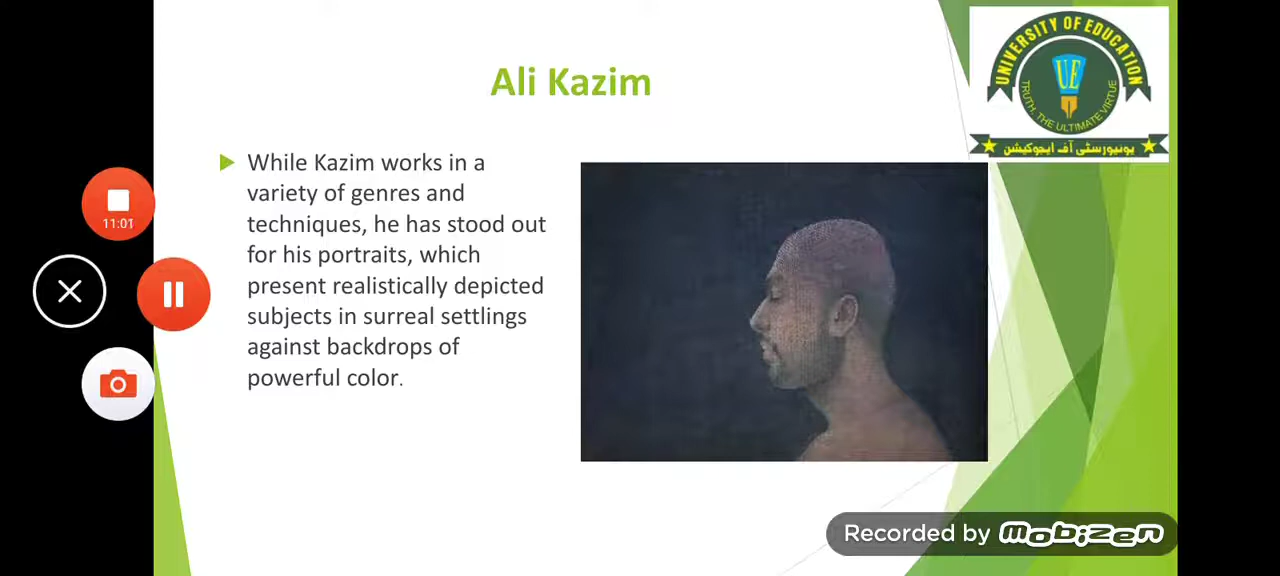 Ali Kazim
UNIVERSITY OF EDUCATION
UE
TRUTH, THE ULTIMATE VIRTUE
یونیورسٹی آف ایجوکیشن
While Kazim works in a
variety of genres and
techniques, he has stood out
for his portraits, which
present realistically depicted
subjects in surreal settlings
against backdrops of
powerful color.
11:01
Recorded by mobizen